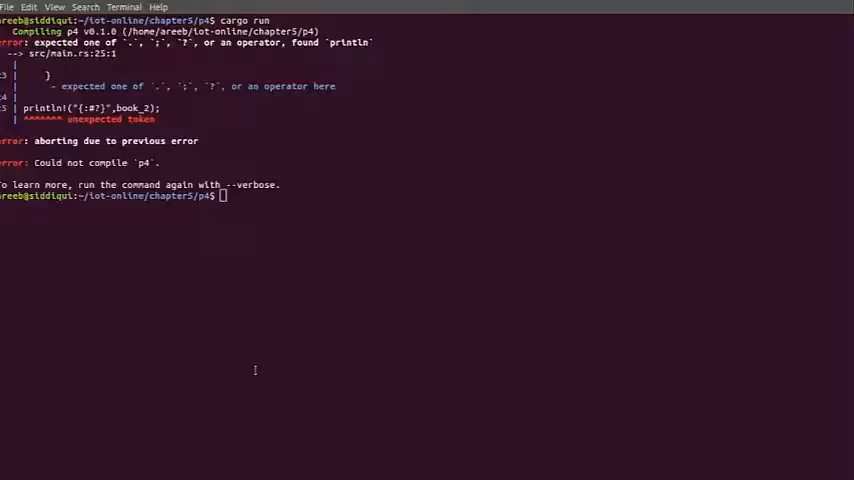 File Edit View Search Terminal Help
areeb@siddiqui:~/iot-online/chapter5/p4$ cargo run
Compiling p4 v0.1.0 (/home/areeb/iot-online/chapter5/p4)
error: expected one of `.`, `;`, `?`, or an operator, found `println`
--> src/main.rs:25:1
|
23 | }
| - expected one of `.`, `;`, `?`, or an operator here
24 |
25 | println!("{:#?}",book_2);
| ^^^^^^^ unexpected token
error: aborting due to previous error
error: Could not compile `p4`.
To learn more, run the command again with --verbose.
areeb@siddiqui:~/iot-online/chapter5/p4$